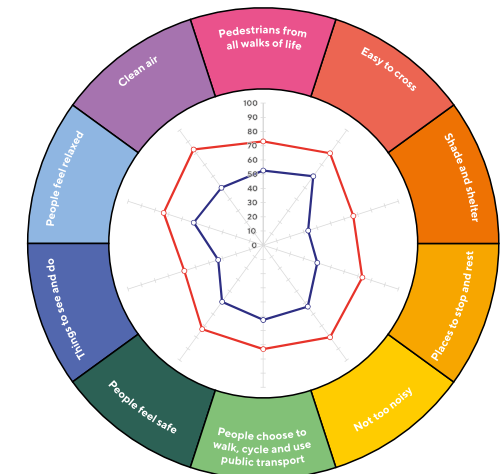 Pedestrians from
all walks of life
Easy to cross
Shade and shelter
Places to stop and rest
Not too noisy
People choose to
walk, cycle and use
public transport
People feel safe
Things to see and do
People feel relaxed
Clean air
100
90
80
70
60
50
40
30
20
10
0